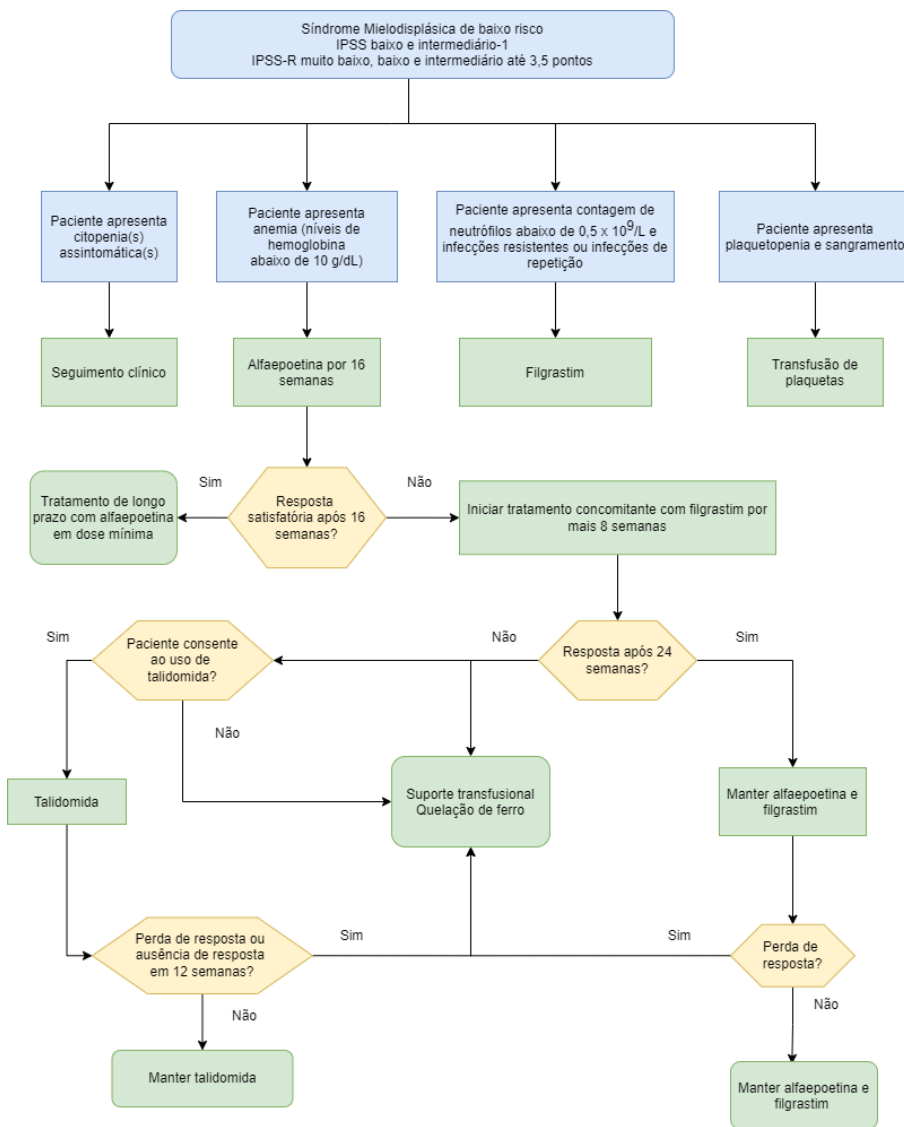 Síndrome Mielodisplásica de baixo risco
IPSS baixo e intermediário-1
IPSS-R muito baixo, baixo e intermediário até 3,5 pontos
Paciente apresenta
citopenia(s)
assintomática(s)
Paciente apresenta
anemia (níveis de
hemoglobina
abaixo de 10 g/dL)
Paciente apresenta contagem de
neutrófilos abaixo de 0,5 x 10⁹/L e
infecções resistentes ou infecções de
repetição
Paciente apresenta
plaquetopenia e sangramento
Seguimento clínico
Alfaepoetina por 16
semanas
Filgrastim
Transfusão de
plaquetas
Sim
Não
Tratamento de longo
prazo com alfaepoetina
em dose mínima
Resposta
satisfatória após 16
semanas?
Iniciar tratamento concomitante com filgrastim por
mais 8 semanas
Sim
Paciente consente
ao uso de
talidomida?
Não
Resposta após 24
semanas?
Sim
Não
Talidomida
Suporte transfusional
Quelação de ferro
Manter alfaepoetina e
filgrastim
Perda de resposta ou
ausência de resposta
em 12 semanas?
Sim
Sim
Perda de
resposta?
Não
Não
Manter talidomida
Manter alfaepoetina e
filgrastim